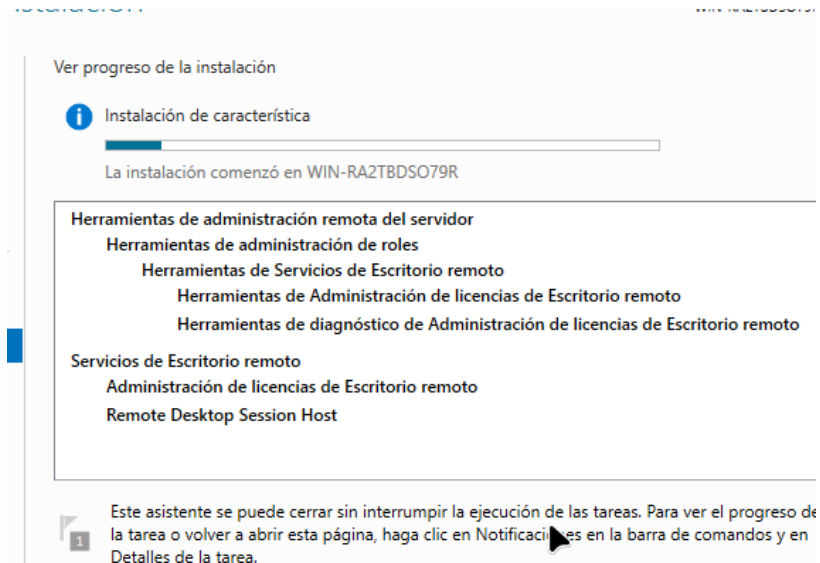 Ver progreso de la instalación
Instalación de característica
La instalación comenzó en WIN-RA2TBDSO79R
Herramientas de administración remota del servidor
Herramientas de administración de roles
Herramientas de Servicios de Escritorio remoto
Herramientas de Administración de licencias de Escritorio remoto
Herramientas de diagnóstico de Administración de licencias de Escritorio remoto
Servicios de Escritorio remoto
Administración de licencias de Escritorio remoto
Remote Desktop Session Host
Este asistente se puede cerrar sin interrumpir la ejecución de las tareas. Para ver el progreso de
1
la tarea o volver a abrir esta página, haga clic en Notificaciones en la barra de comandos y en
Detalles de la tarea.